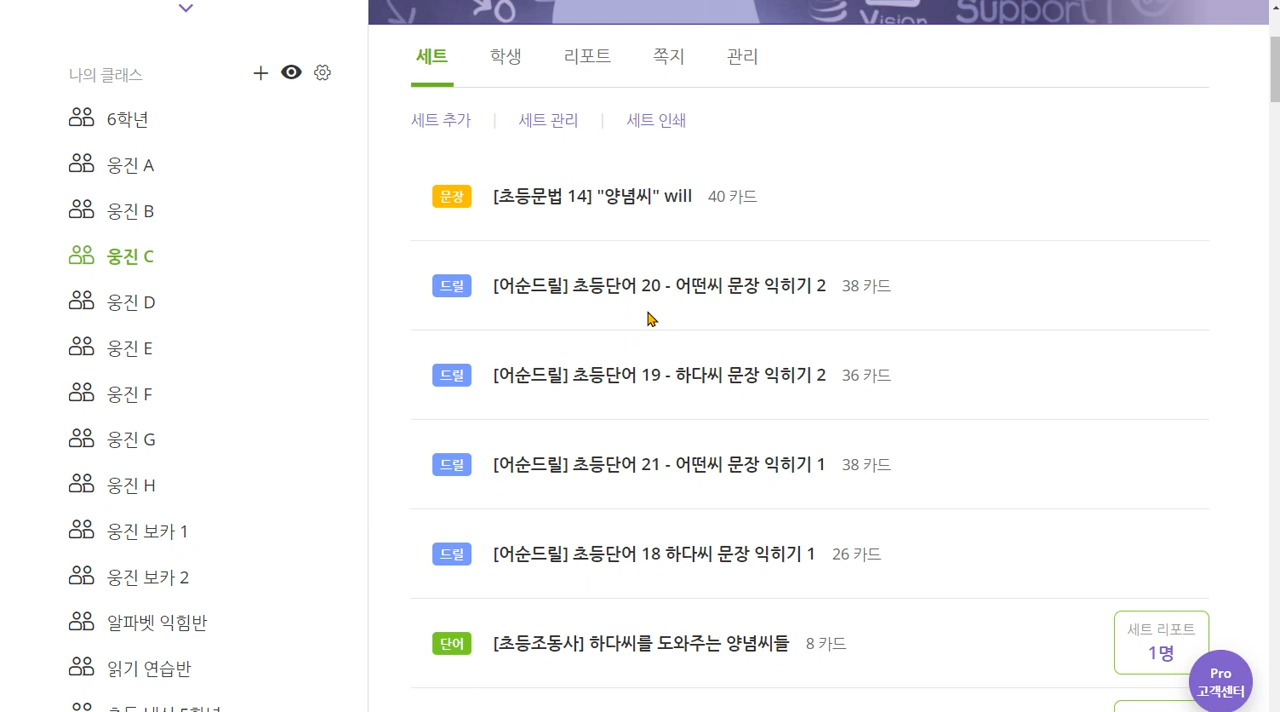 Vision
Support
나의 클래스
6학년
웅진 A
웅진 B
웅진 C
웅진 D
웅진 E
웅진 F
웅진 G
웅진 H
웅진 보카 1
웅진 보카 2
알파벳 익힘반
읽기 연습반
세트 학생 리포트 쪽지 관리
세트 추가 | 세트 관리 | 세트 인쇄
문장 [초등문법 14] "양념씨" will 40 카드
드릴 [어순드릴] 초등단어 20 - 어떤씨 문장 익히기 2 38 카드
드릴 [어순드릴] 초등단어 19 - 하다씨 문장 익히기 2 36 카드
드릴 [어순드릴] 초등단어 21 - 어떤씨 문장 익히기 1 38 카드
드릴 [어순드릴] 초등단어 18 하다씨 문장 익히기 1 26 카드
단어 [초등조동사] 하다씨를 도와주는 양념씨들 8 카드
세트 리포트
1명
Pro
고객센터